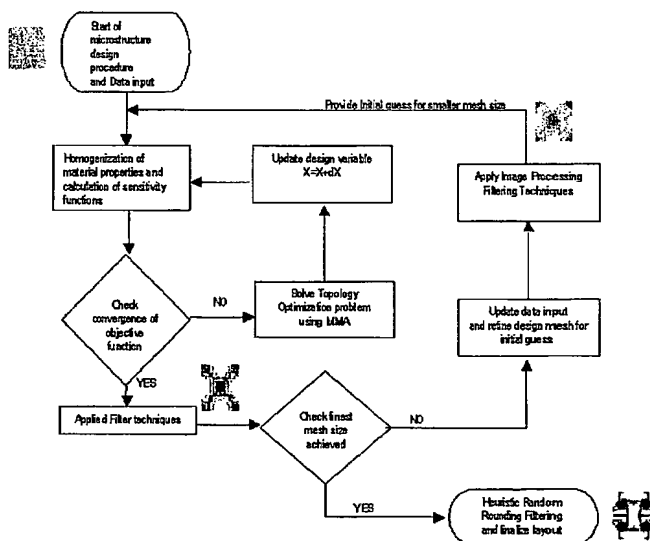 Start of
microstructure
design
procedure
and Data input
Provide Initial guess for smaller mesh size
Homogenization of
material properties and
calculation of sensitivity
functions
Update design variable
X=X+dX
Apply Image Processing
Filtering Techniques
Check
convergence of
objective
function
NO
Solve Topology
Optimization problem
using MMA
Update data input
and refine design mesh for
initial guess
YES
Applied Filter techniques
Check finest
mesh size
achieved
NO
YES
Heuristic Random
Rounding Filtering
and finalize layout